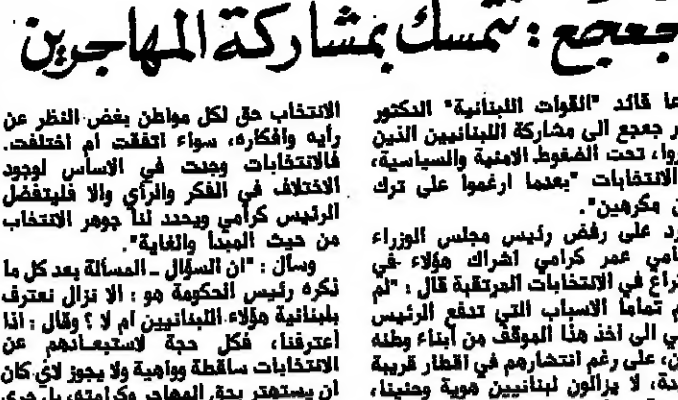 جعجع : نتمسك بمشاركة المهاجرين
عا قائد "القوات اللبنانية" الدكتور
ر جعجع الى مشاركة اللبنانيين الذين
روا، تحت الضغوط الامنية والسياسية،
الانتخابات "بعدما ارغموا على ترك
ن مكرهين".
رد على رفض رئيس مجلس الوزراء
امي عمر كرامي اشراك هؤلاء في
تراع في الانتخابات المرتقبة قال : "لم
م تماما الاسباب التي تدفع الرئيس
ي الى اخذ هذا الموقف من أبناء وطنه
ن، على رغم انتشارهم في اقطار قريبة
دة، لا يزالون لبنانيين هوية وحنينا،
الانتخاب حق لكل مواطن بغض النظر عن
رأيه وافكاره، سواء اتفقت ام اختلفت.
فالانتخابات وجدت في الاساس لوجود
الاختلاف في الفكر والرأي والا فليتفضل
الرئيس كرامي ويحدد لنا جوهر الانتخاب
من حيث المبدأ والغاية".
وسأل : "ان السؤال ـ المسألة بعد كل ما
ذكره رئيس الحكومة هو : الا نزال نعترف
بلبنانية هؤلاء اللبنانيين ام لا ؟ وقال : اذا
اعترفنا، فكل حجة لاستبعادهم عن
الانتخابات ساقطة وواهية ولا يجوز لأي كان
ان يستهتر بحق المهاجر وكرامته، بل حري